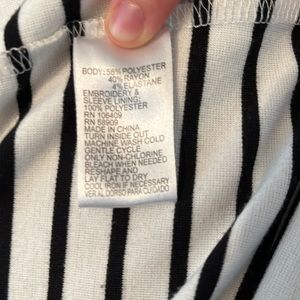 BODY: 56% POLYESTER
40% RAYON
4% ELASTANE
EMBROIDERY &
SLEEVE LINING:
100% POLYESTER
RN 106409
RN 58909
MADE IN CHINA
TURN INSIDE OUT
MACHINE WASH COLD
GENTLE CYCLE
ONLY NON-CHLORINE
BLEACH WHEN NEEDED
RESHAPE AND
LAY FLAT TO DRY
COOL IRON IF NECESSARY
VER AL DORSO PARA CUIDADO